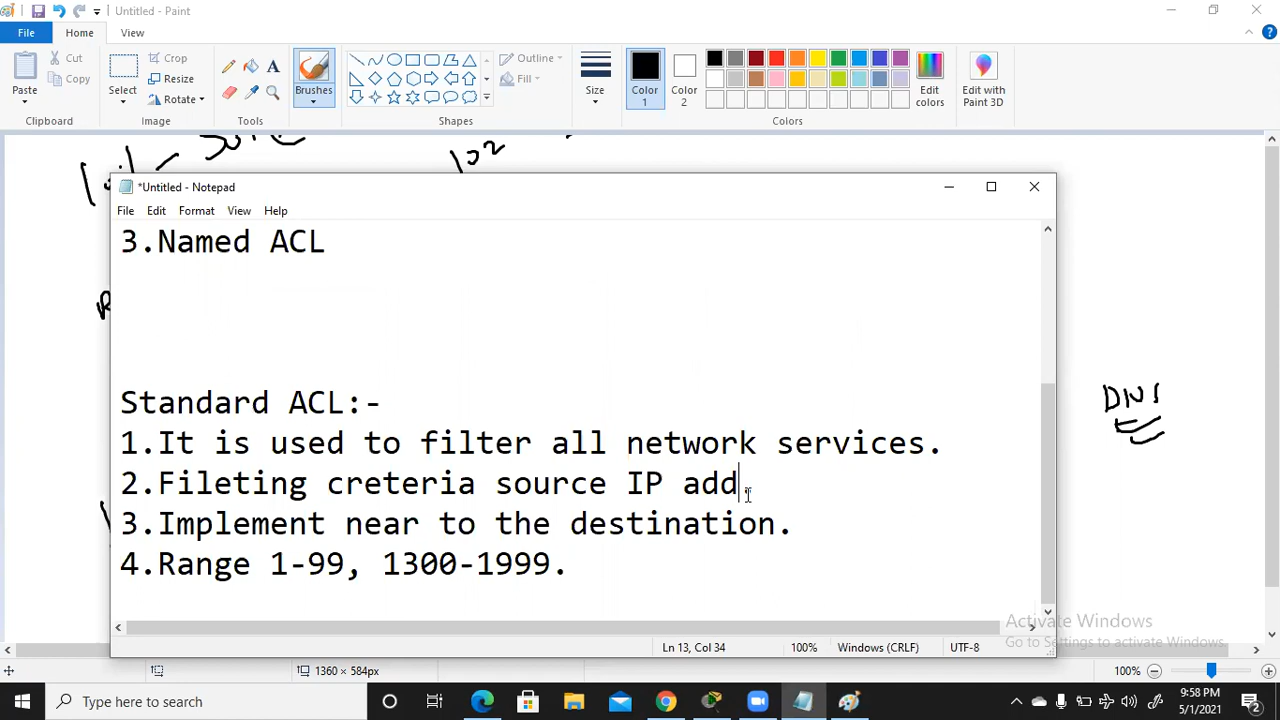 Untitled - Paint
File Home View
Paste
Cut
Copy
Clipboard
Select
Crop
Resize
Rotate
Image
A
Tools
Brushes
Outline
Fill
Shapes
Size
Color 1
Color 2
Edit colors
Edit with Paint 3D
Colors
102
*Untitled - Notepad
File Edit Format View Help
3.Named ACL
Standard ACL:-
1.It is used to filter all network services.
2.Fileting creteria source IP add
3.Implement near to the destination.
4.Range 1-99, 1300-1999.
DNS
Activate Windows
Go to Settings to activate Windows.
Ln 13, Col 34 100% Windows (CRLF) UTF-8
1360 × 584px 100%
Type here to search
9:58 PM
5/1/2021
2